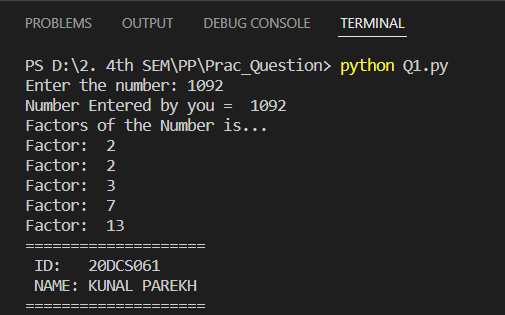 PROBLEMS OUTPUT DEBUG CONSOLE TERMINAL
PS D:\2. 4th SEM\PP\Prac_Question> python Q1.py
Enter the number: 1092
Number Entered by you =  1092
Factors of the Number is...
Factor:  2
Factor:  2
Factor:  3
Factor:  7
Factor:  13
====================
 ID:   20DCS061
 NAME: KUNAL PAREKH
====================